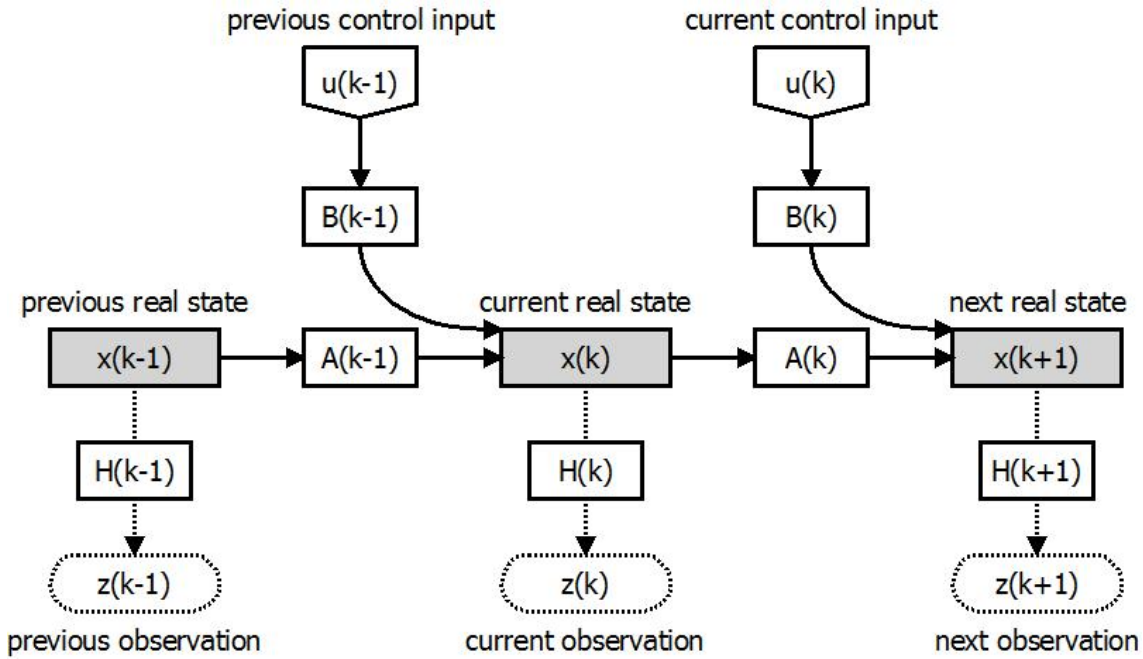 previous control input
current control input
u(k-1)
u(k)
B(k-1)
B(k)
previous real state
current real state
next real state
x(k-1)
A(k-1)
x(k)
A(k)
x(k+1)
H(k-1)
H(k)
H(k+1)
z(k-1)
z(k)
z(k+1)
previous observation
current observation
next observation